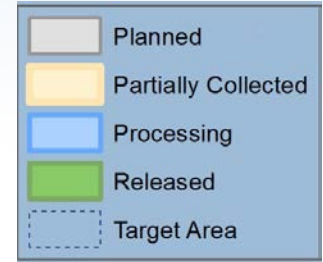 Planned
Partially Collected
Processing
Released
Target Area